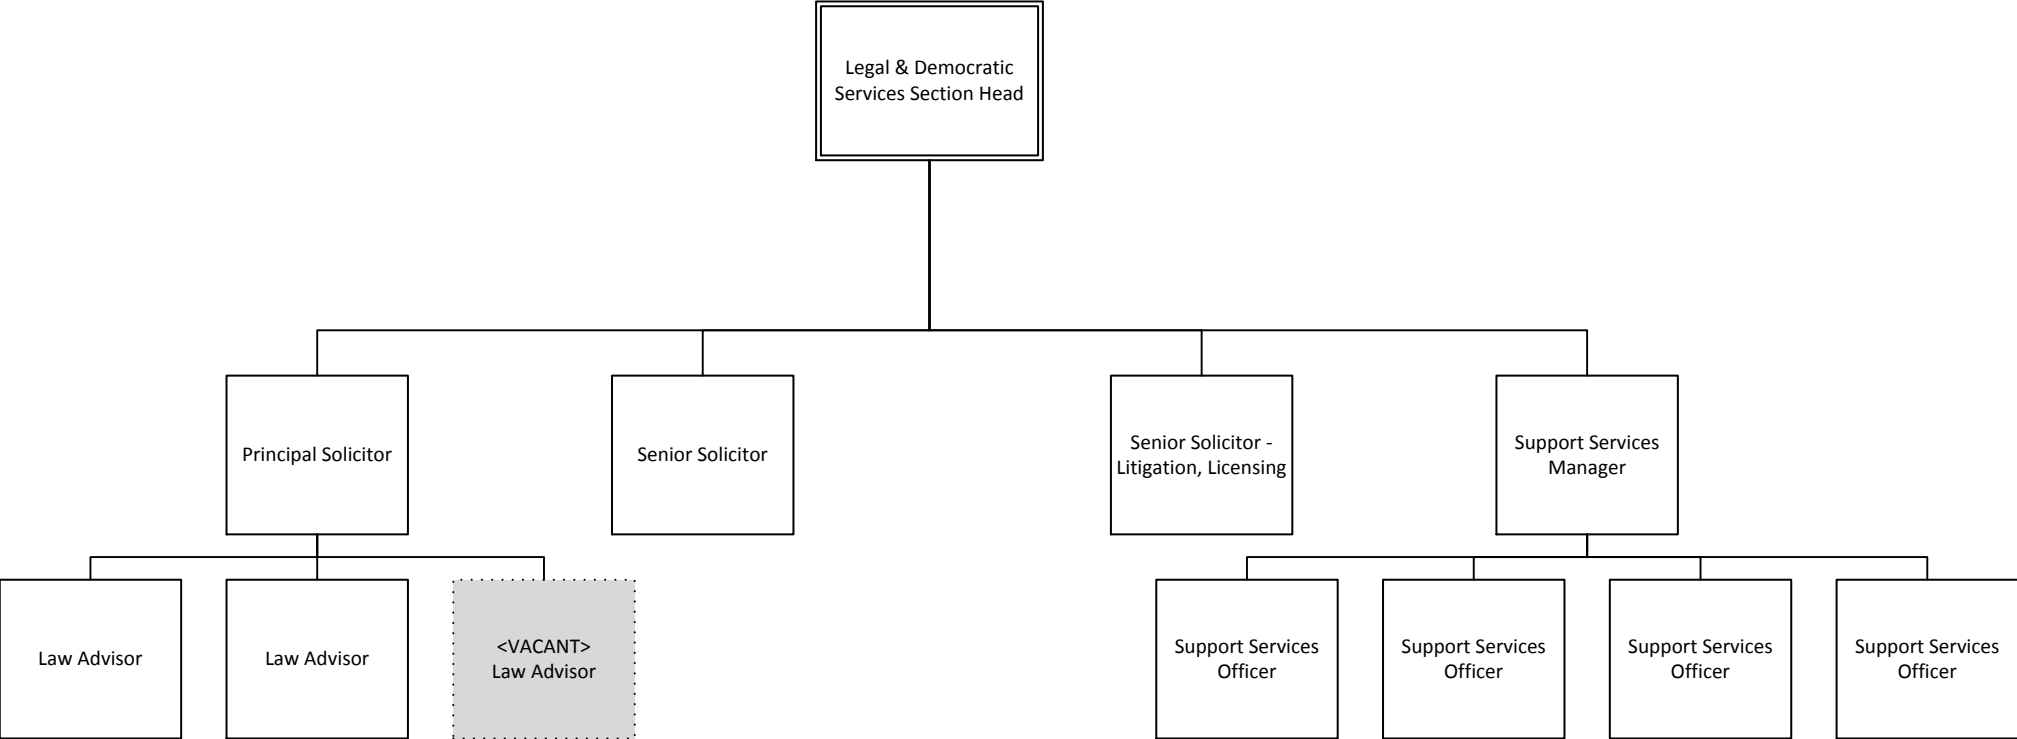 Legal & Democratic
Services Section Head
Principal Solicitor
Senior Solicitor
Senior Solicitor -
Litigation, Licensing
Support Services
Manager
Law Advisor
Law Advisor
<VACANT>
Law Advisor
Support Services
Officer
Support Services
Officer
Support Services
Officer
Support Services
Officer